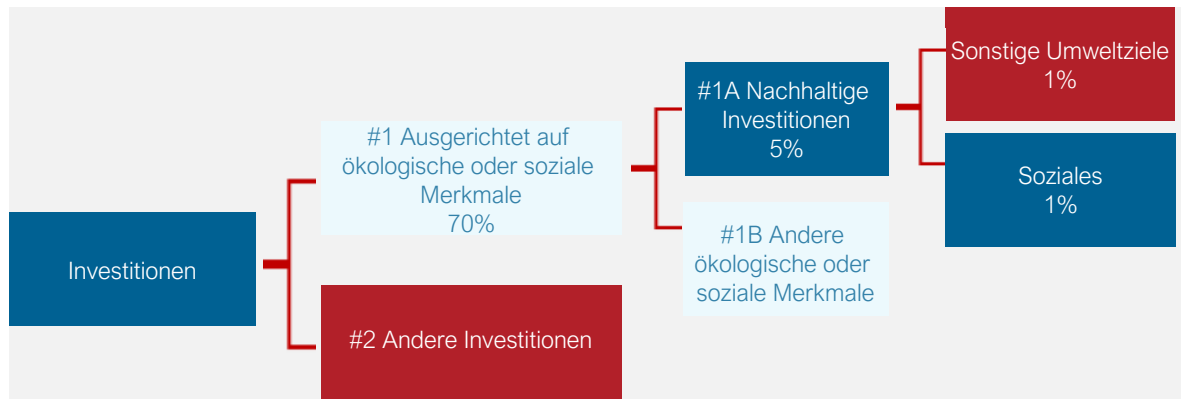 Investitionen
#1 Ausgerichtet auf
ökologische oder soziale
Merkmale
70%
#2 Andere Investitionen
#1A Nachhaltige
Investitionen
5%
#1B Andere
ökologische oder
soziale Merkmale
Sonstige Umweltziele
1%
Soziales
1%